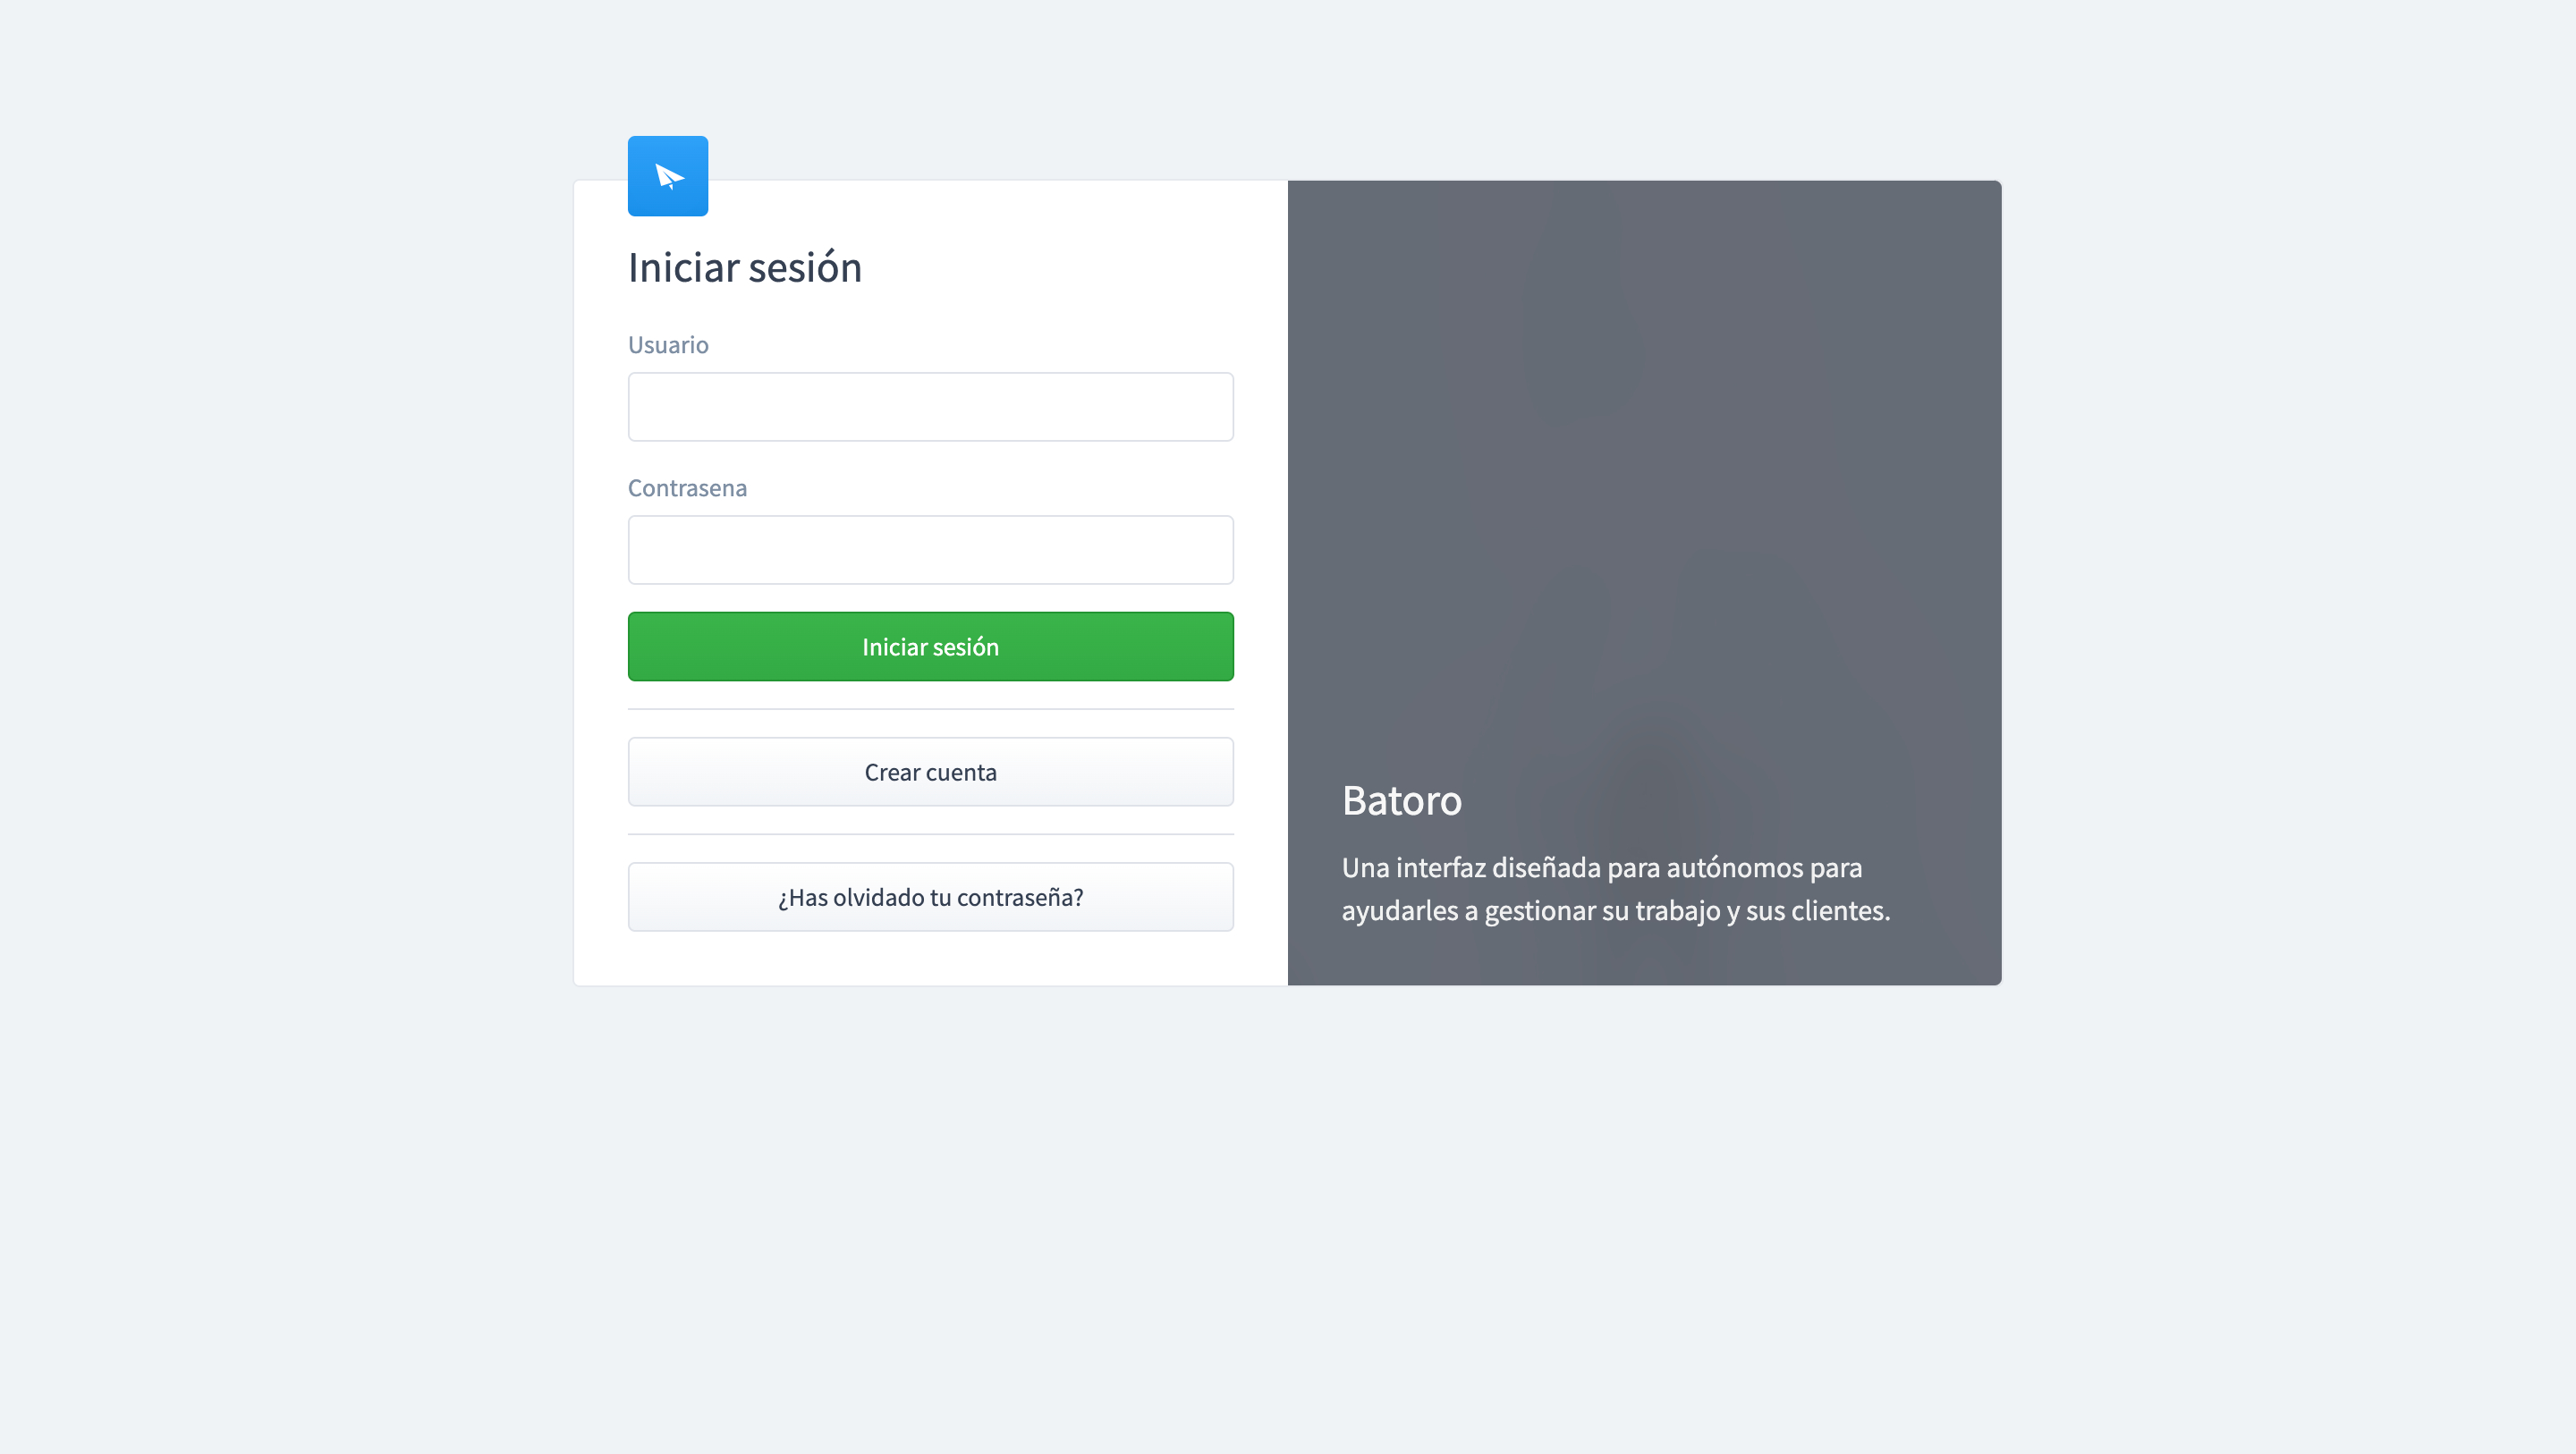 Iniciar sesión
Usuario
Contrasena
Iniciar sesión
Crear cuenta
¿Has olvidado tu contraseña?
Batoro
Una interfaz diseñada para autónomos para
ayudarles a gestionar su trabajo y sus clientes.